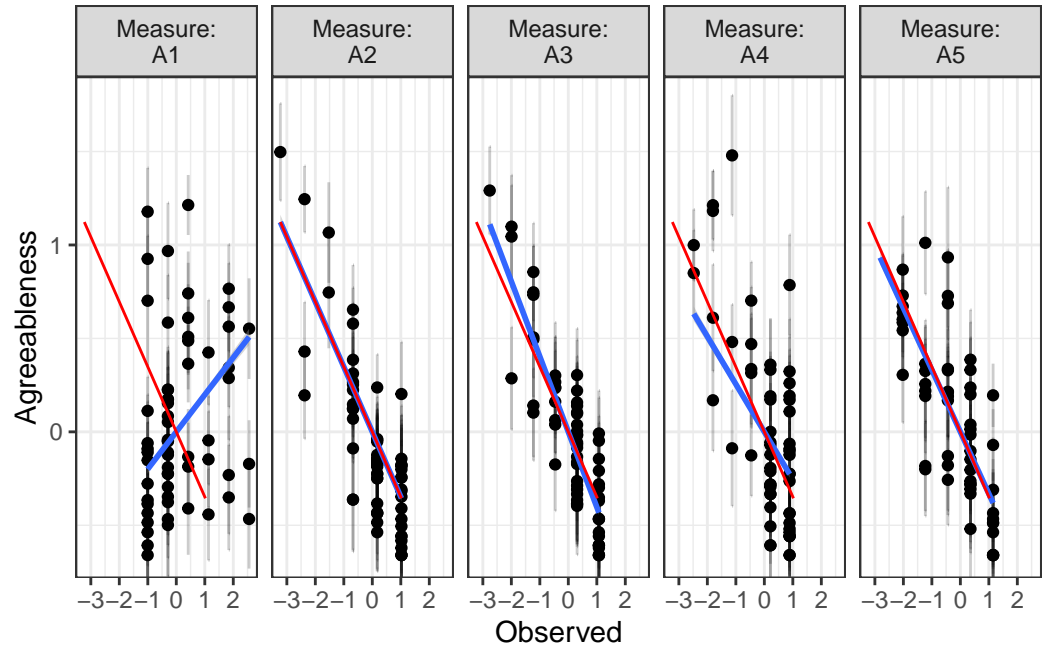 Measure:
A1
Measure:
A2
Measure:
A3
Measure:
A4
Measure:
A5
Agreeableness
1
0
−3 −2 −1 0 1 2
−3 −2 −1 0 1 2
−3 −2 −1 0 1 2
−3 −2 −1 0 1 2
−3 −2 −1 0 1 2
Observed